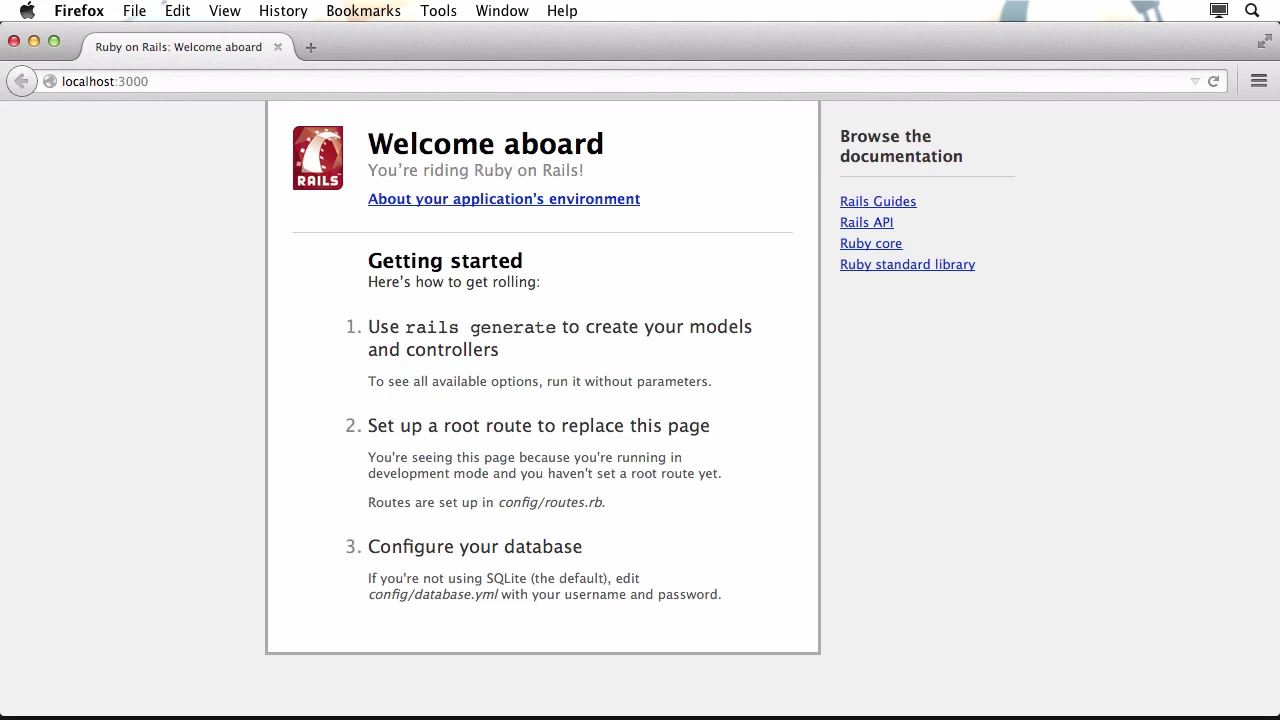 Firefox File Edit View History Bookmarks Tools Window Help
Ruby on Rails: Welcome aboard
localhost:3000
RAILS
Welcome aboard
You’re riding Ruby on Rails!
About your application’s environment
Getting started
Here’s how to get rolling:
1. Use rails generate to create your models
and controllers
To see all available options, run it without parameters.
2. Set up a root route to replace this page
You're seeing this page because you're running in
development mode and you haven't set a root route yet.
Routes are set up in config/routes.rb.
3. Configure your database
If you're not using SQLite (the default), edit
config/database.yml with your username and password.
Browse the
documentation
Rails Guides
Rails API
Ruby core
Ruby standard library